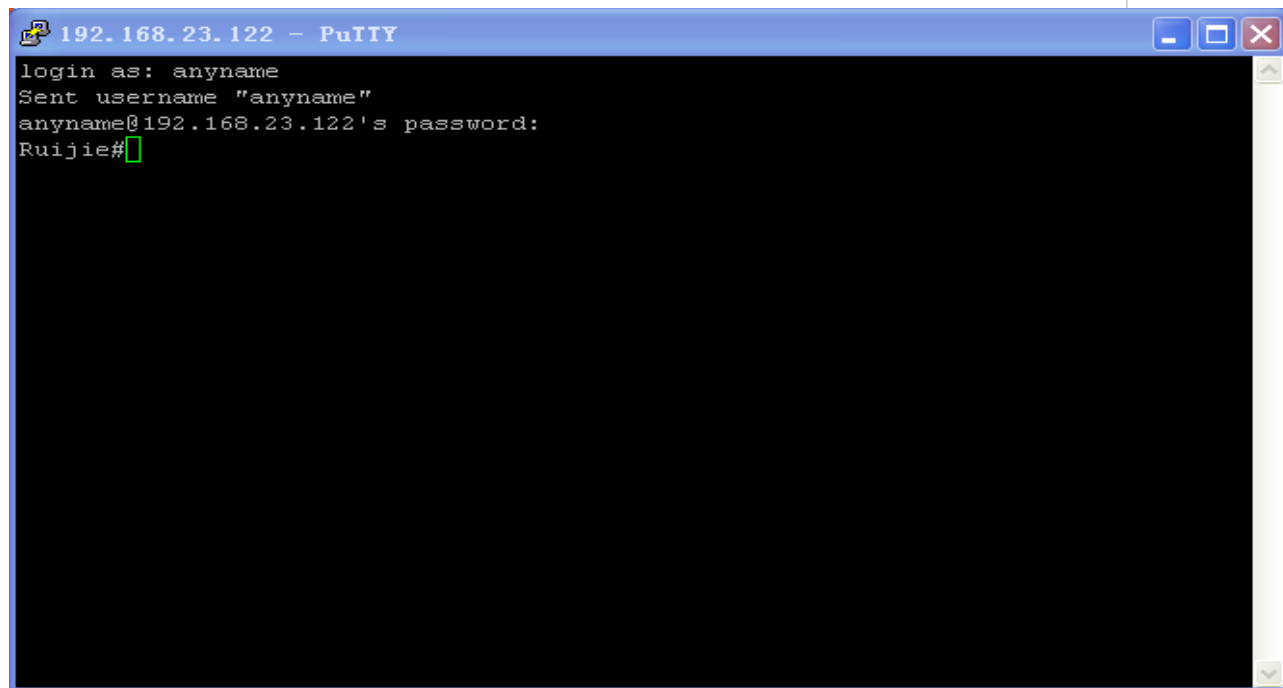 192.168.23.122 - PuTTY
login as: anyname
Sent username "anyname"
anyname@192.168.23.122's password:
Ruijie#